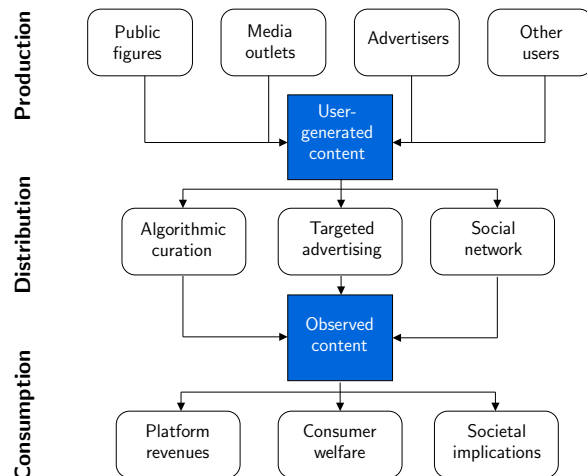 Production
Public
figures
Media
outlets
Advertisers
Other
users
User-
generated
content
Distribution
Algorithmic
curation
Targeted
advertising
Social
network
Observed
content
Consumption
Platform
revenues
Consumer
welfare
Societal
implications